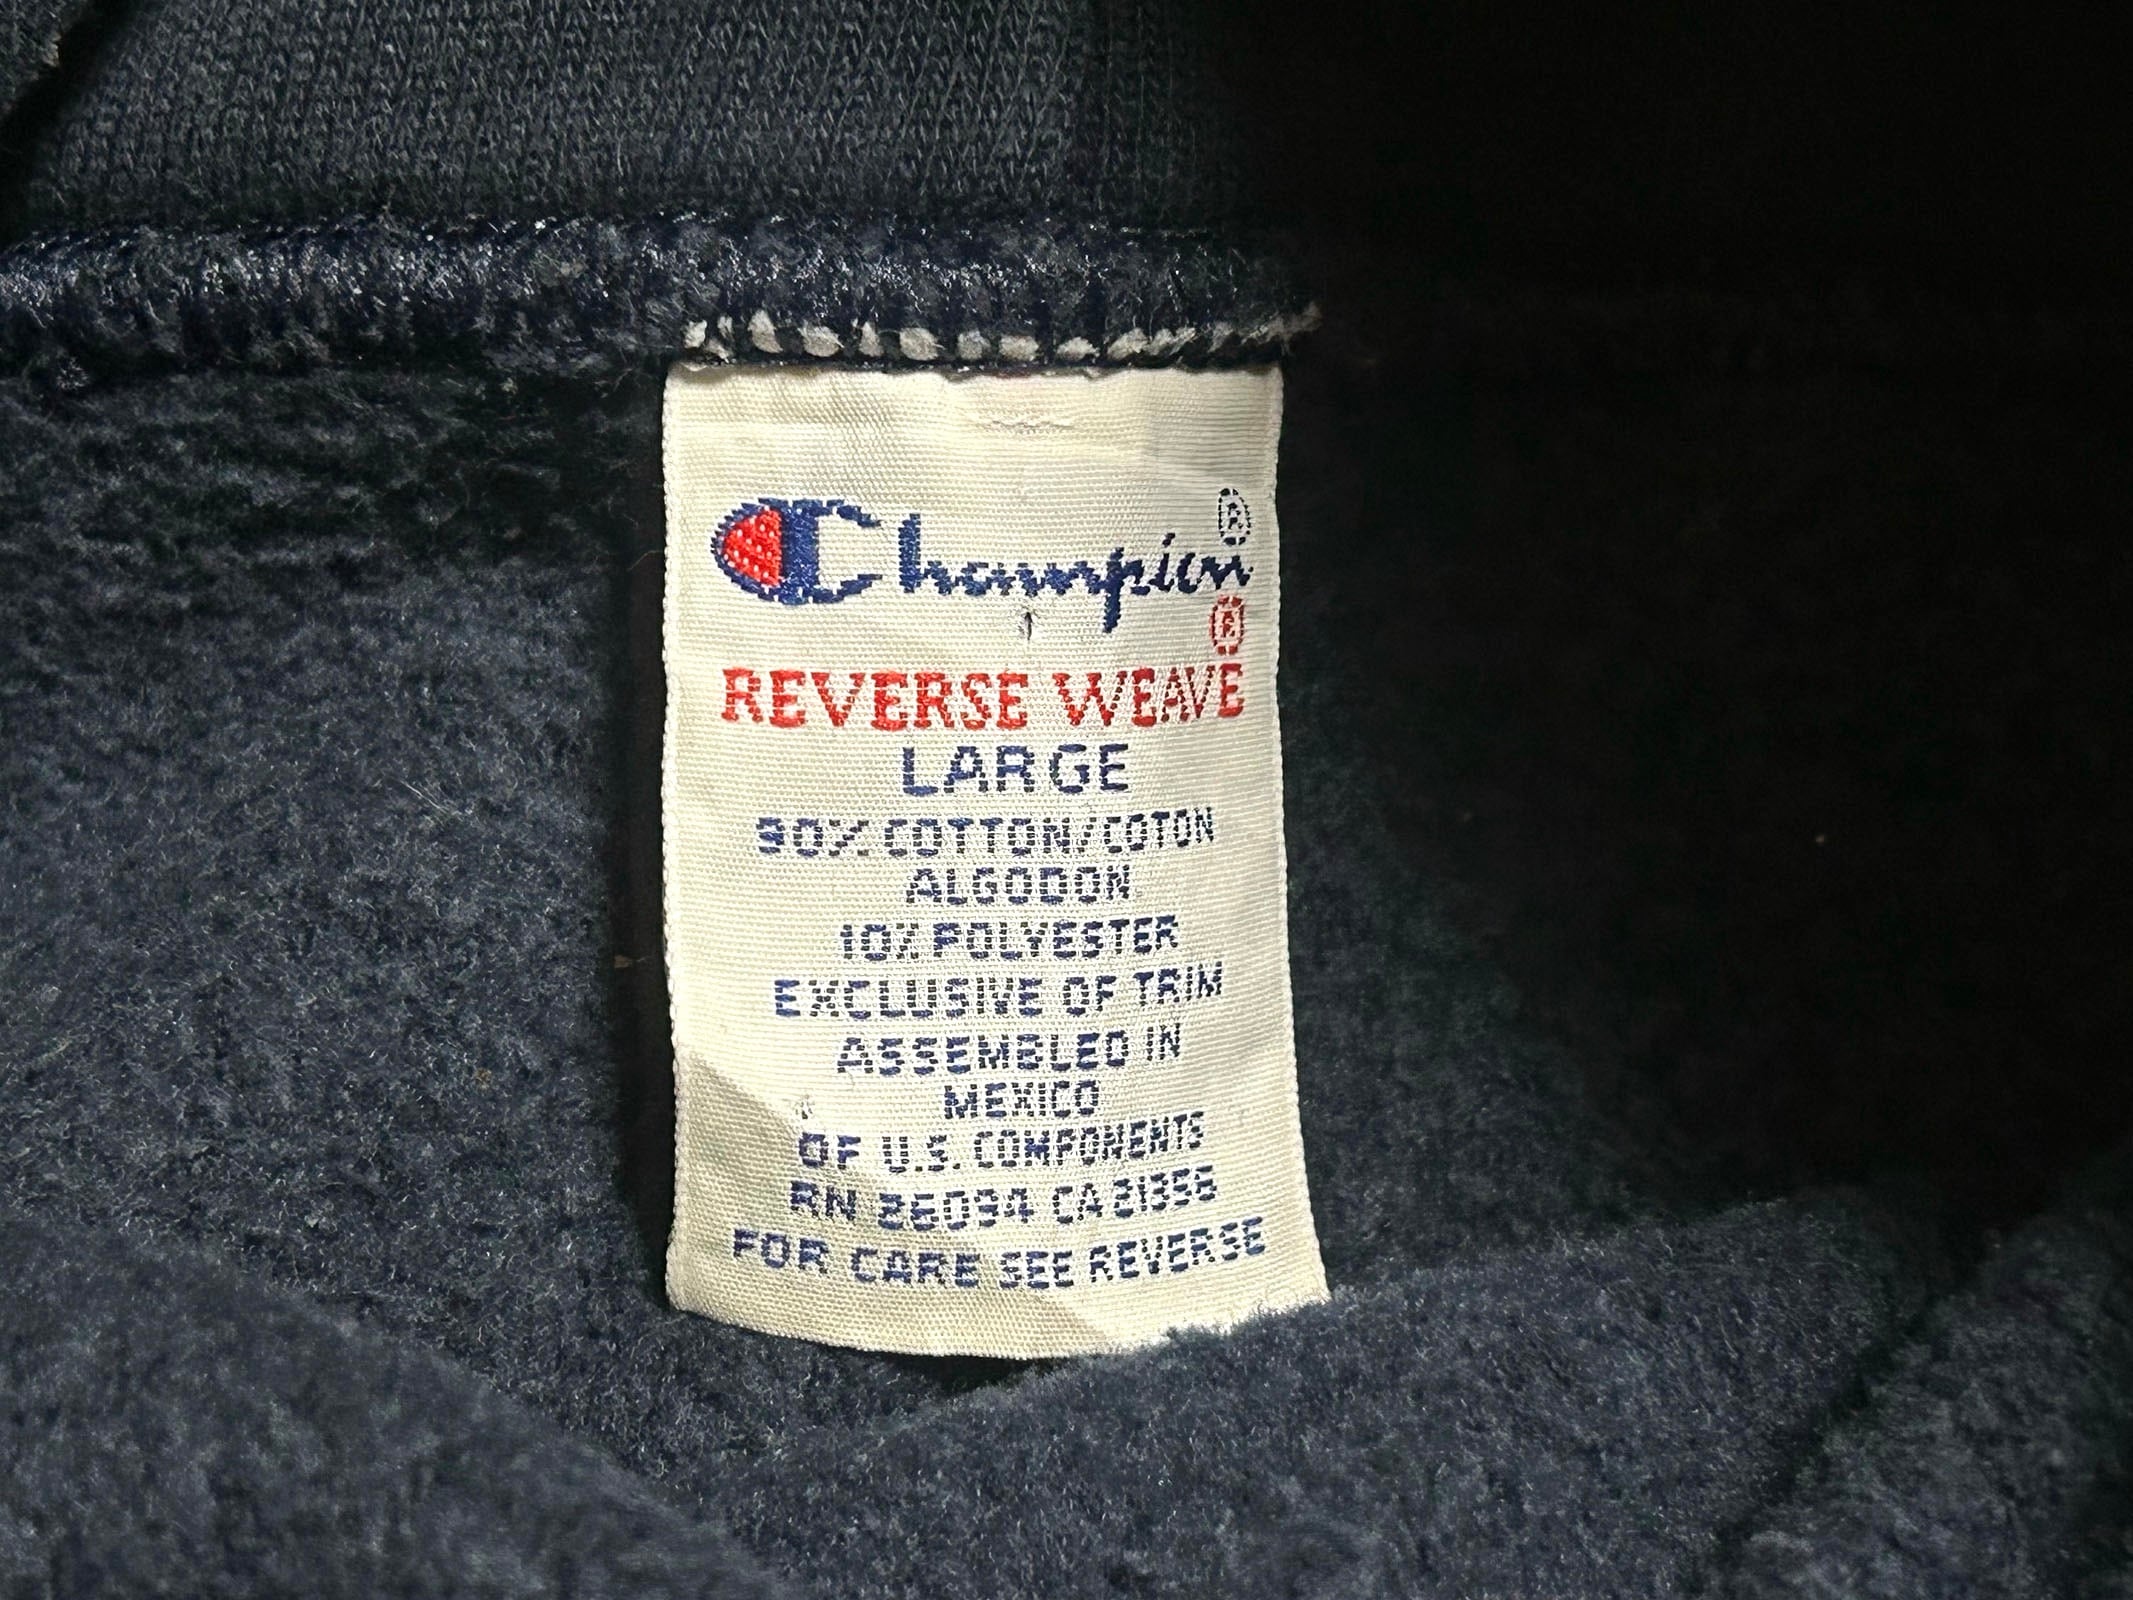 Champion®
®
REVERSE WEAVE
LARGE
90% COTTON/COTON
ALGODON
10% POLYESTER
EXCLUSIVE OF TRIM
ASSEMBLED IN
MEXICO
OF U.S. COMPONENTS
RN 26094 CA 21356
FOR CARE SEE REVERSE